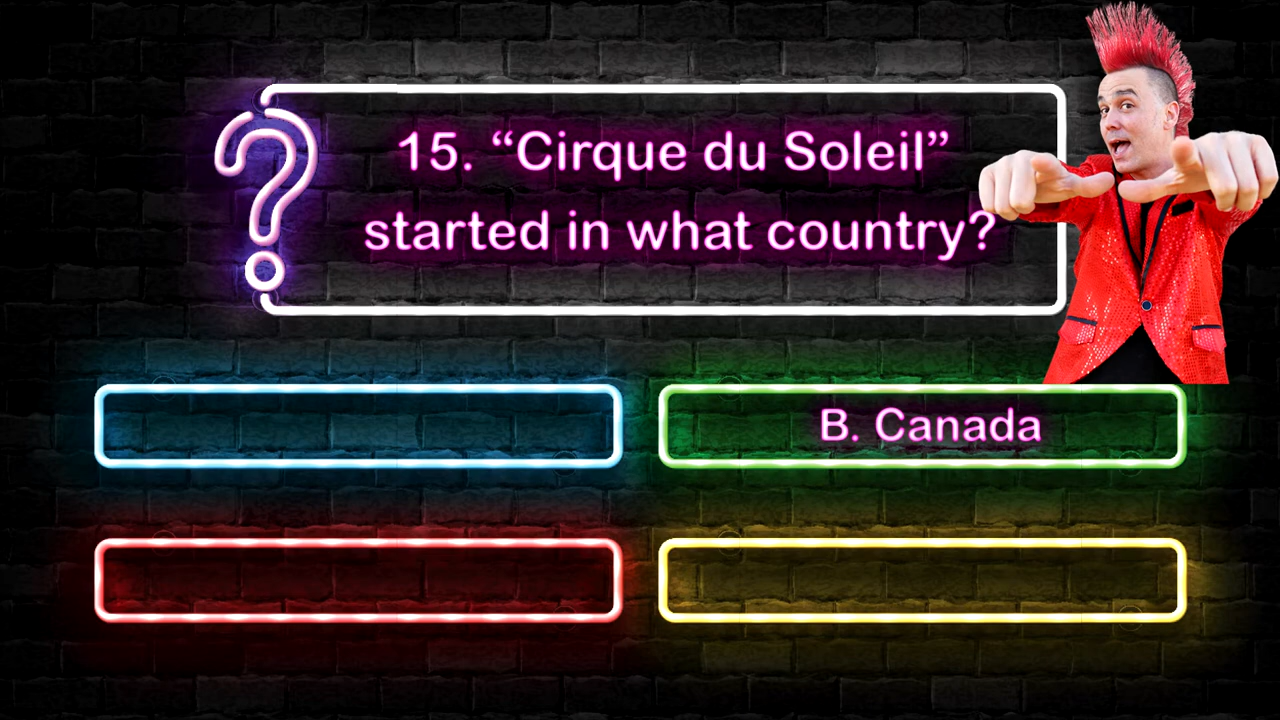 15. “Cirque du Soleil”
started in what country?
B. Canada